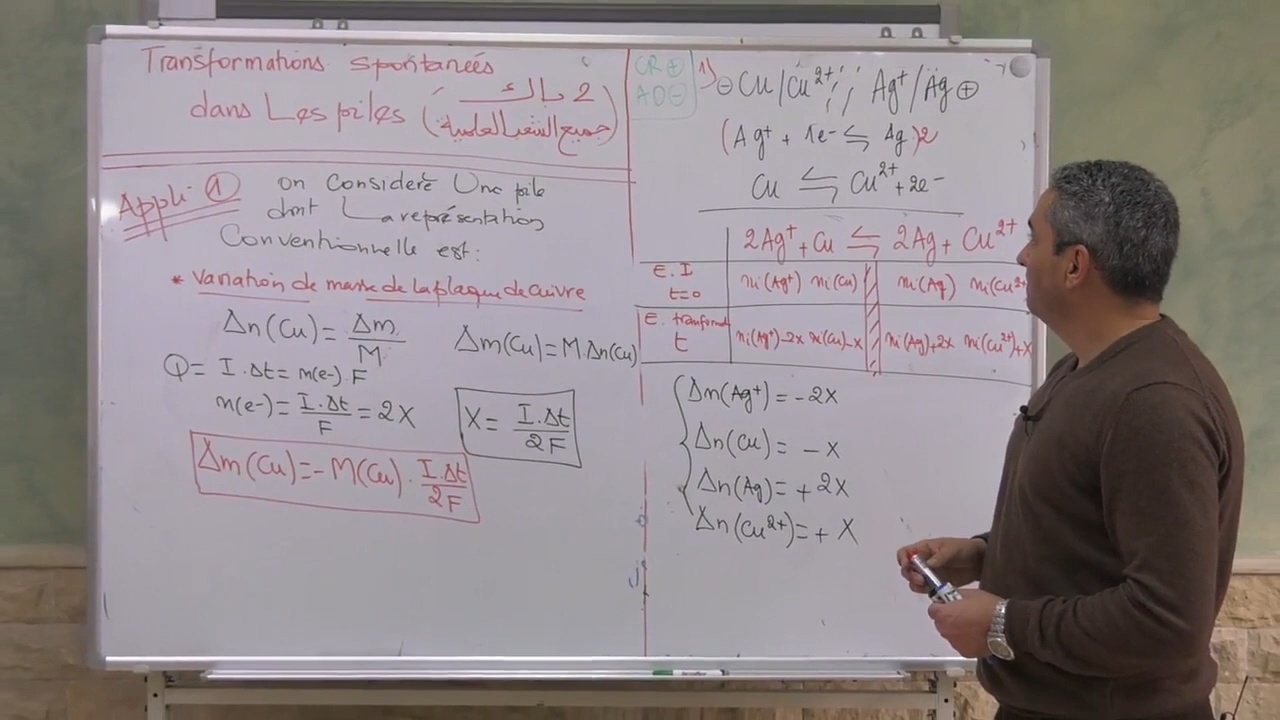 Transformations spontanées
dans Les piles (2 باك
جميع الشعب العلمية)
Appli 1
on considère Une pile
dont La représentation
Conventionnelle est:
* Variation de masse de la plaque de cuivre
Δn(Cu) = Δm/M
Δm(Cu)=M.Δn(Cu)
Q= I.Δt= n(e-).F
n(e-)= I.Δt/F = 2X
X= I.Δt/2F
Δm(Cu)=-M(Cu). I.Δt/2F
CR⊕
AO⊖
1) ⊖Cu/Cu²⁺ ;; Ag⁺/Ag⊕
(Ag⁺ + 1e- ⇆ Ag)2
Cu ⇆ Cu²⁺+2e-
2Ag⁺+Cu ⇆ 2Ag+Cu²⁺
E.I t=0 ni(Ag⁺) ni(Cu) ni(Ag) ni(Cu²⁺
E. transformat t ni(Ag⁺)-2x ni(Cu)-x ni(Ag)+2x ni(Cu²⁺)+x
Δn(Ag⁺)=-2X
Δn(Cu)= -X
Δn(Ag)=+2X
Δn(Cu²⁺)=+ X